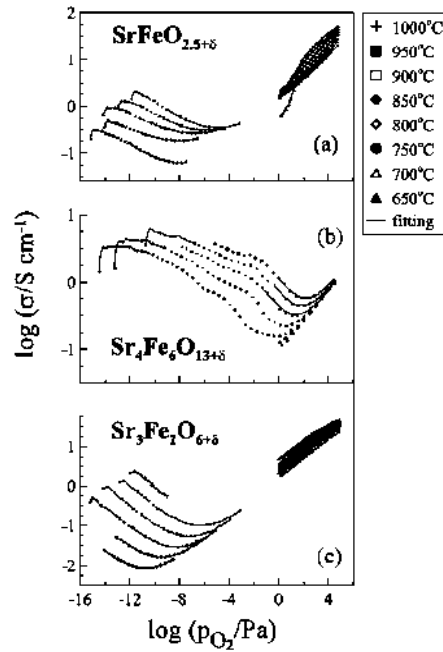 SrFeO2.5+δ
2
1
0
-1
(a)
log (σ/S cm⁻¹)
1
0
-1
(b)
Sr4Fe6O13+δ
Sr3Fe2O6+δ
1
0
-1
-2
(c)
-16 -12 -8 -4 0 4
log (pO2/Pa)
1000°C
950°C
900°C
850°C
800°C
750°C
700°C
650°C
fitting